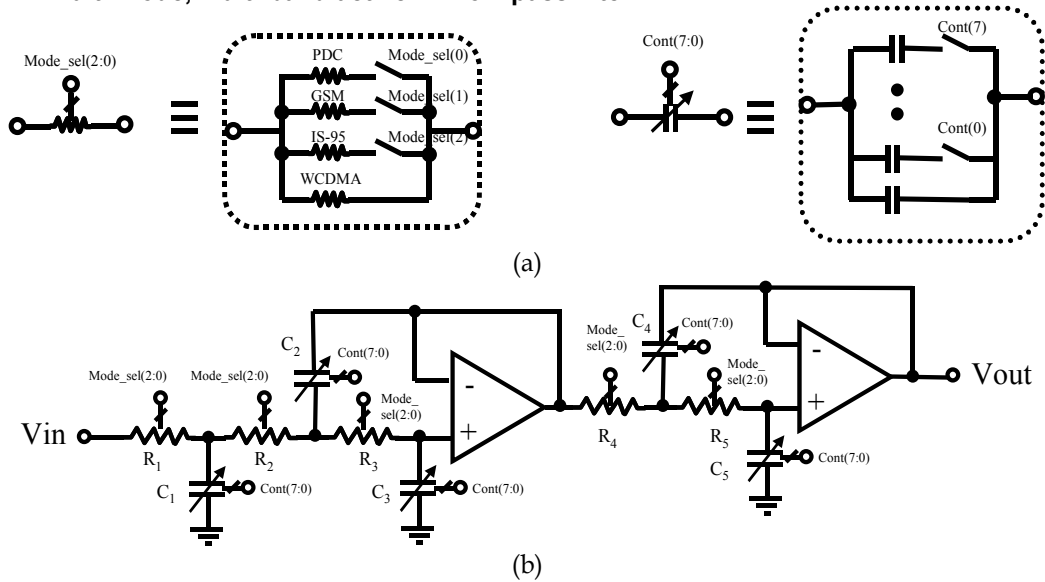 Mode_sel(2:0)
PDC
Mode_sel(0)
GSM
Mode_sel(1)
IS-95
Mode_sel(2)
WCDMA
Cont(7:0)
Cont(7)
Cont(0)
(a)
Mode_sel(2:0)
Mode_sel(2:0)
C2
Cont(7:0)
Mode_
sel(2:0)
Mode_
sel(2:0)
C4
Cont(7:0)
Mode_
sel(2:0)
-
+
-
+
Vin
R1
R2
R3
R4
R5
Vout
C1
Cont(7:0)
C3
Cont(7:0)
C5
Cont(7:0)
(b)